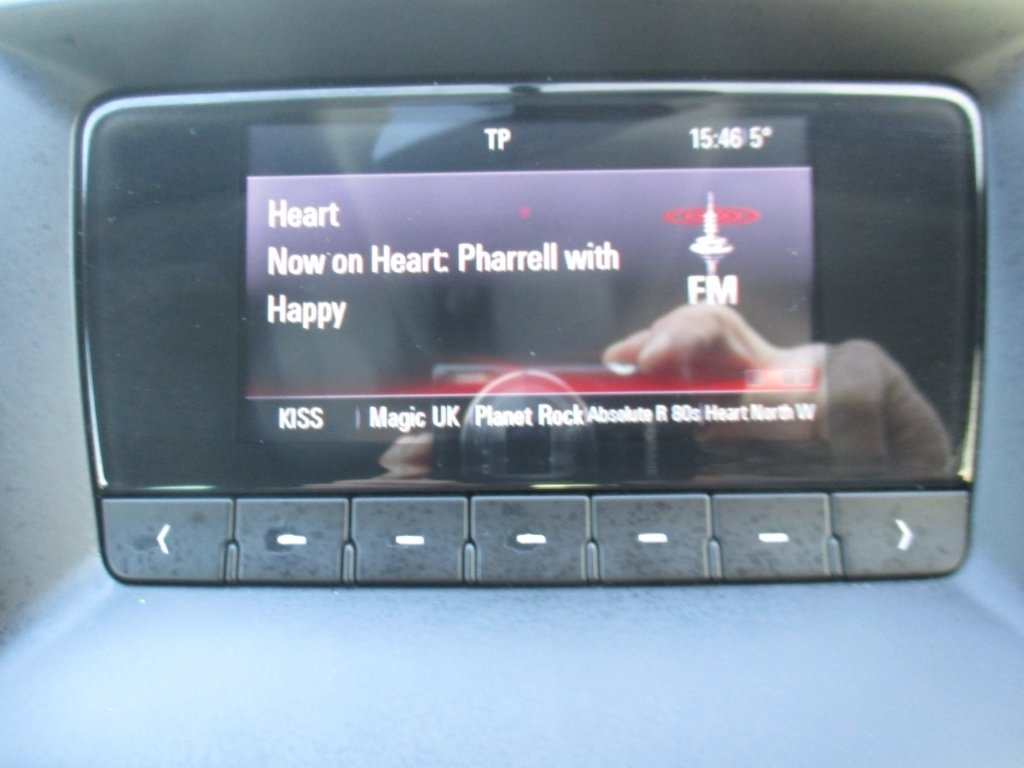 TP 15:46 5°
Heart
Now on Heart: Pharrell with
Happy
FM
KISS Magic UK Planet Rock Absolute R 80s Heart North W